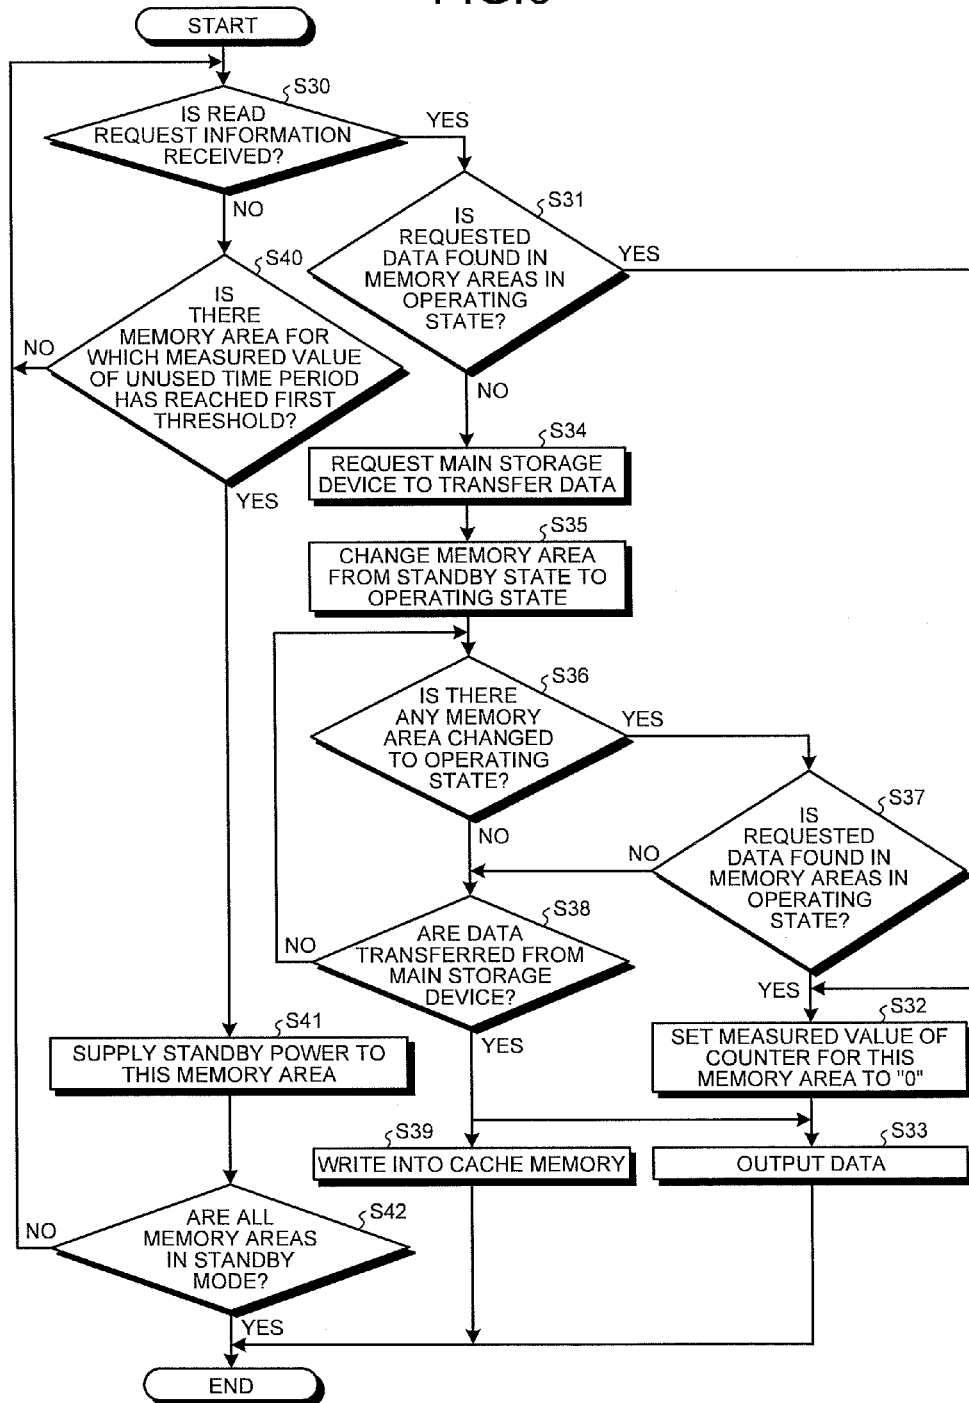 START
S30
IS READ
REQUEST INFORMATION
RECEIVED?
YES
NO
S31
IS
REQUESTED
DATA FOUND IN
MEMORY AREAS IN
OPERATING
STATE?
YES
NO
S40
IS
THERE
MEMORY AREA FOR
WHICH MEASURED VALUE
OF UNUSED TIME PERIOD
HAS REACHED FIRST
THRESHOLD?
NO
YES
S34
REQUEST MAIN STORAGE
DEVICE TO TRANSFER DATA
S35
CHANGE MEMORY AREA
FROM STANDBY STATE TO
OPERATING STATE
S36
IS THERE
ANY MEMORY
AREA CHANGED
TO OPERATING
STATE?
YES
NO
S37
IS
REQUESTED
DATA FOUND IN
MEMORY AREAS IN
OPERATING
STATE?
NO
YES
S38
ARE DATA
TRANSFERRED FROM
MAIN STORAGE
DEVICE?
NO
YES
S41
SUPPLY STANDBY POWER TO
THIS MEMORY AREA
S32
SET MEASURED VALUE OF
COUNTER FOR THIS
MEMORY AREA TO "0"
S39
WRITE INTO CACHE MEMORY
S33
OUTPUT DATA
S42
ARE ALL
MEMORY AREAS
IN STANDBY
MODE?
NO
YES
END